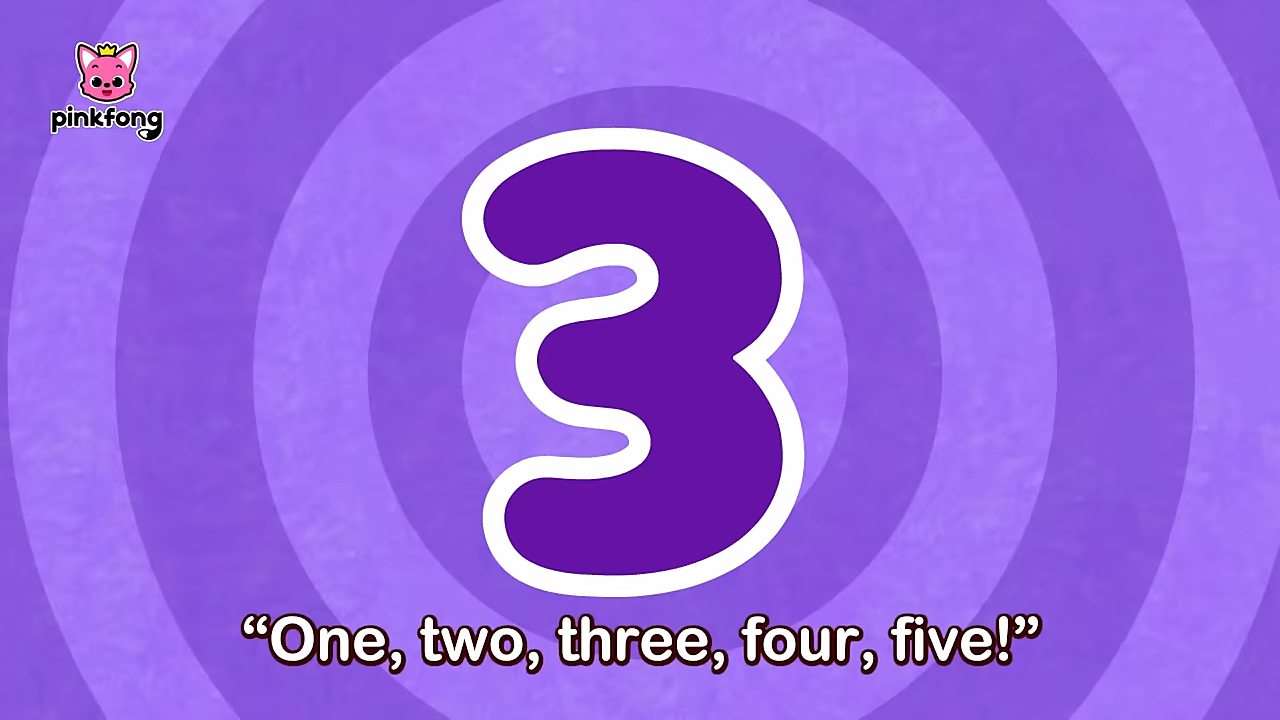 pinkfong
3
“One, two, three, four, five!”